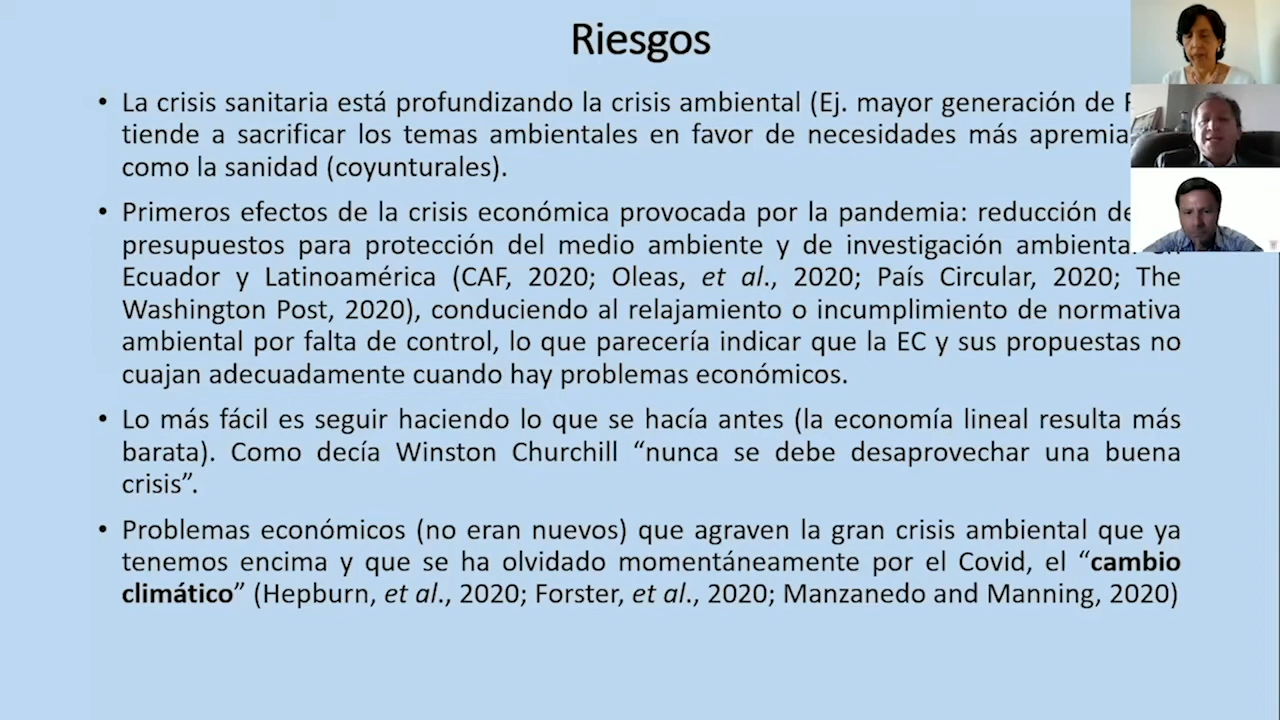 Riesgos
• La crisis sanitaria está profundizando la crisis ambiental (Ej. mayor generación de
tiende a sacrificar los temas ambientales en favor de necesidades más
como la sanidad (coyunturales).
• Primeros efectos de la crisis económica provocada por la pandemia: reducción
presupuestos para protección del medio ambiente y de investigación
Ecuador y Latinoamérica (CAF, 2020; Oleas, et al., 2020; País Circular, 2020; The
Washington Post, 2020), conduciendo al relajamiento o incumplimiento de normativa
ambiental por falta de control, lo que parecería indicar que la EC y sus propuestas no
cuajan adecuadamente cuando hay problemas económicos.
• Lo más fácil es seguir haciendo lo que se hacía antes (la economía lineal resulta más
barata). Como decía Winston Churchill “nunca se debe desaprovechar una buena
crisis”.
• Problemas económicos (no eran nuevos) que agraven la gran crisis ambiental que ya
tenemos encima y que se ha olvidado momentáneamente por el Covid, el “cambio
climático” (Hepburn, et al., 2020; Forster, et al., 2020; Manzanedo and Manning, 2020)